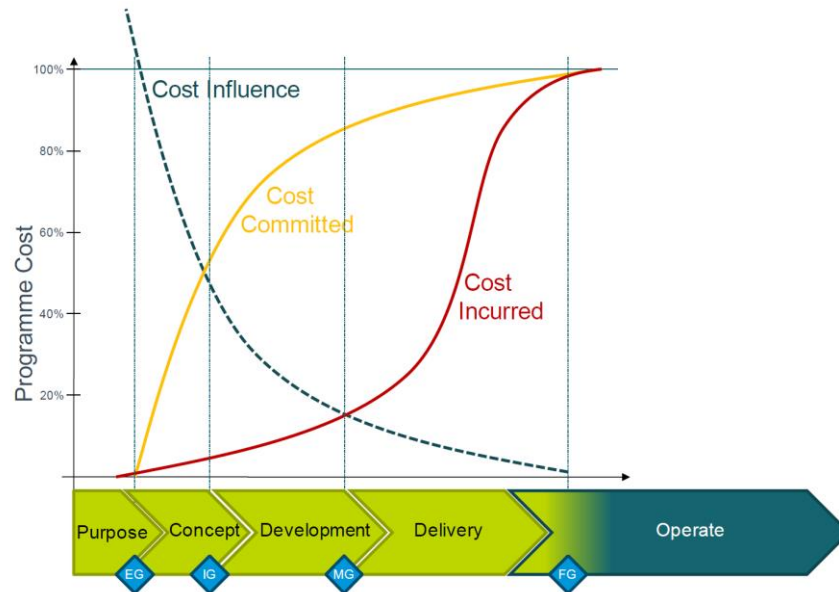 100%
Cost Influence
80%
Cost
Committed
60%
Programme Cost
40%
Cost
Incurred
20%
Purpose
Concept
Development
Delivery
Operate
EG
IG
MG
FG